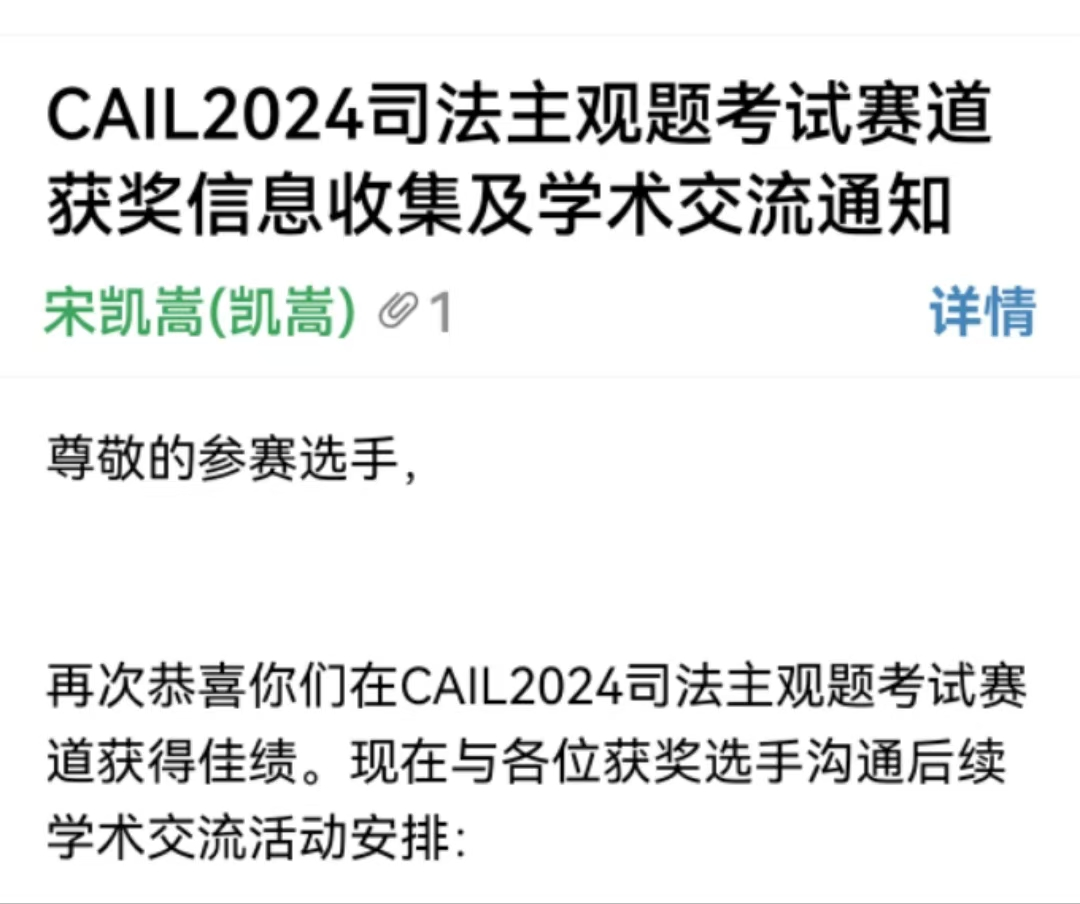 CAIL2024司法主观题考试赛道
获奖信息收集及学术交流通知
宋凯嵩(凯嵩) 1 详情
尊敬的参赛选手，
再次恭喜你们在CAIL2024司法主观题考试赛
道获得佳绩。现在与各位获奖选手沟通后续
学术交流活动安排：